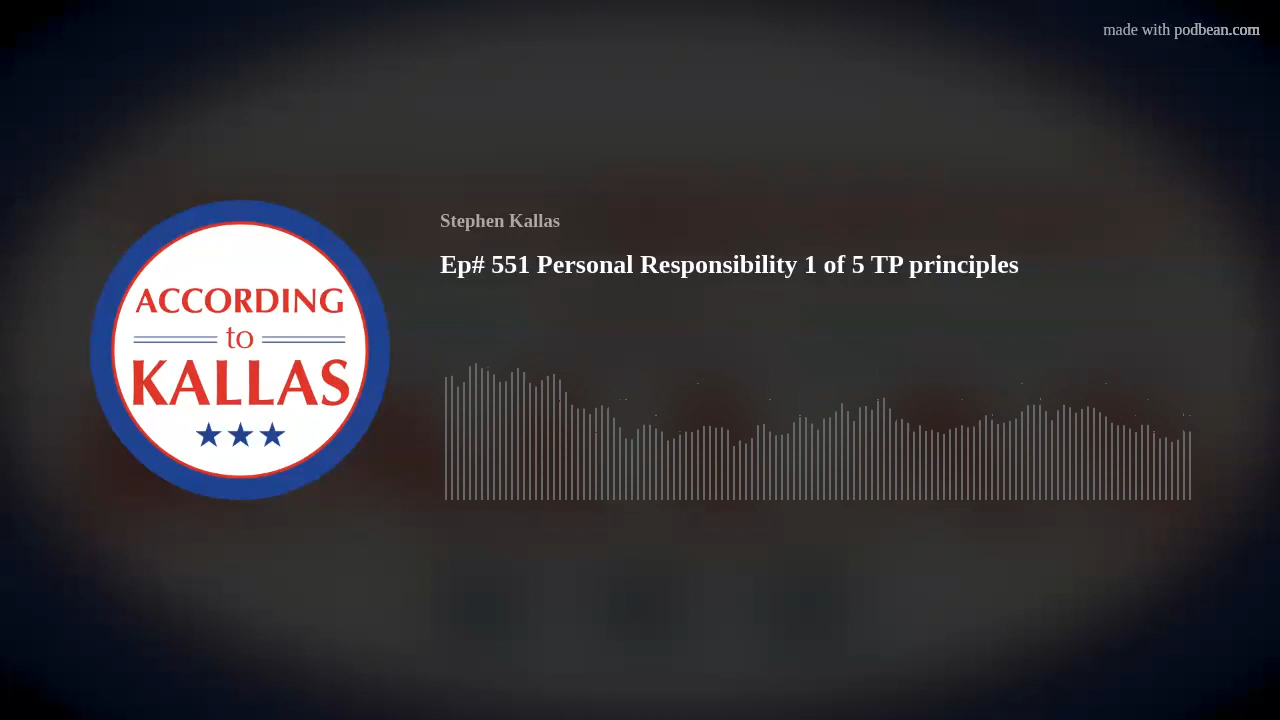 made with podbean.com
Stephen Kallas
Ep# 551 Personal Responsibility 1 of 5 TP principles
ACCORDING
to
KALLAS